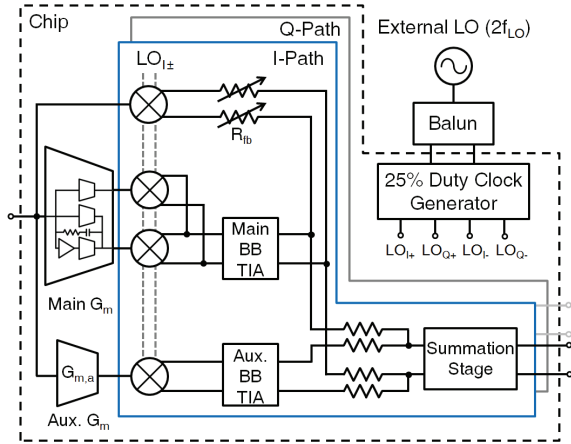 Chip
Q-Path
External LO (2fLO)
LOI±
I-Path
Rfb
Balun
25% Duty Clock
Generator
LOI+ LOQ+ LOI- LOQ-
Main
BB
TIA
Main Gm
Gm,a
Aux.
BB
TIA
Summation
Stage
Aux. Gm